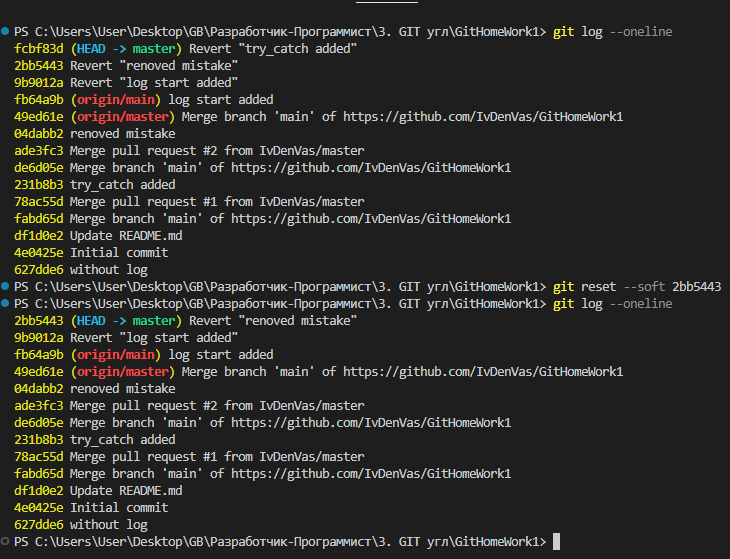 PS C:\Users\User\Desktop\GB\Разработчик-Программист\3. GIT угл\GitHomeWork1> git log --oneline
fcbf83d (HEAD -> master) Revert "try_catch added"
2bb5443 Revert "renoved mistake"
9b9012a Revert "log start added"
fb64a9b (origin/main) log start added
49ed61e (origin/master) Merge branch 'main' of https://github.com/IvDenVas/GitHomeWork1
04dabb2 renoved mistake
ade3fc3 Merge pull request #2 from IvDenVas/master
de6d05e Merge branch 'main' of https://github.com/IvDenVas/GitHomeWork1
231b8b3 try_catch added
78ac55d Merge pull request #1 from IvDenVas/master
fabd65d Merge branch 'main' of https://github.com/IvDenVas/GitHomeWork1
df1d0e2 Update README.md
4e0425e Initial commit
627dde6 without log
PS C:\Users\User\Desktop\GB\Разработчик-Программист\3. GIT угл\GitHomeWork1> git reset --soft 2bb5443
PS C:\Users\User\Desktop\GB\Разработчик-Программист\3. GIT угл\GitHomeWork1> git log --oneline
2bb5443 (HEAD -> master) Revert "renoved mistake"
9b9012a Revert "log start added"
fb64a9b (origin/main) log start added
49ed61e (origin/master) Merge branch 'main' of https://github.com/IvDenVas/GitHomeWork1
04dabb2 renoved mistake
ade3fc3 Merge pull request #2 from IvDenVas/master
de6d05e Merge branch 'main' of https://github.com/IvDenVas/GitHomeWork1
231b8b3 try_catch added
78ac55d Merge pull request #1 from IvDenVas/master
fabd65d Merge branch 'main' of https://github.com/IvDenVas/GitHomeWork1
df1d0e2 Update README.md
4e0425e Initial commit
627dde6 without log
PS C:\Users\User\Desktop\GB\Разработчик-Программист\3. GIT угл\GitHomeWork1>